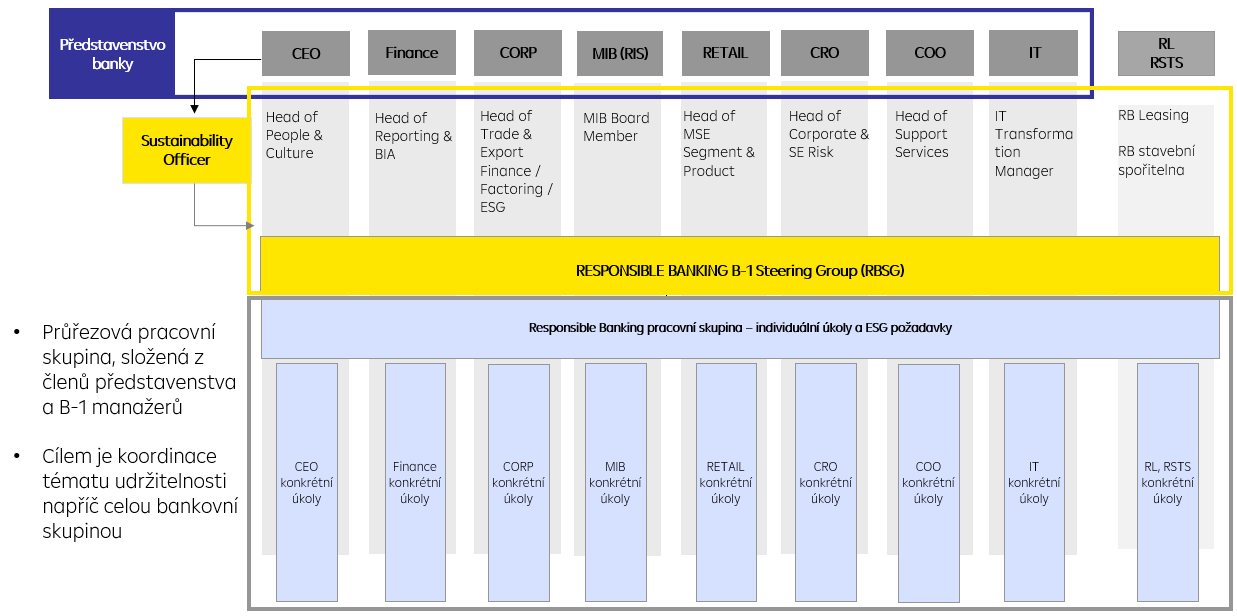 Představenstvo
banky
CEO
Finance
CORP
MIB (RIS)
RETAIL
CRO
COO
IT
RL
RSTS
Sustainability
Officer
Head of
People &
Culture
Head of
Reporting &
BIA
Head of
Trade &
Export
Finance /
Factoring /
ESG
MIB Board
Member
Head of
MSE
Segment &
Product
Head of
Corporate &
SE Risk
Head of
Support
Services
IT
Transforma
tion
Manager
RB Leasing
RB stavební
spořitelna
RESPONSIBLE BANKING B-1 Steering Group (RBSG)
Responsible Banking pracovní skupina – individuální úkoly a ESG požadavky
• Průřezová pracovní
skupina, složená z
členů představenstva
a B-1 manažerů
• Cílem je koordinace
tématu udržitelnosti
napříč celou bankovní
skupinou
CEO
konkrétní
úkoly
Finance
konkrétní
úkoly
CORP
konkrétní
úkoly
MIB
konkrétní
úkoly
RETAIL
konkrétní
úkoly
CRO
konkrétní
úkoly
COO
konkrétní
úkoly
IT
konkrétní
úkoly
RL, RSTS
konkrétní
úkoly